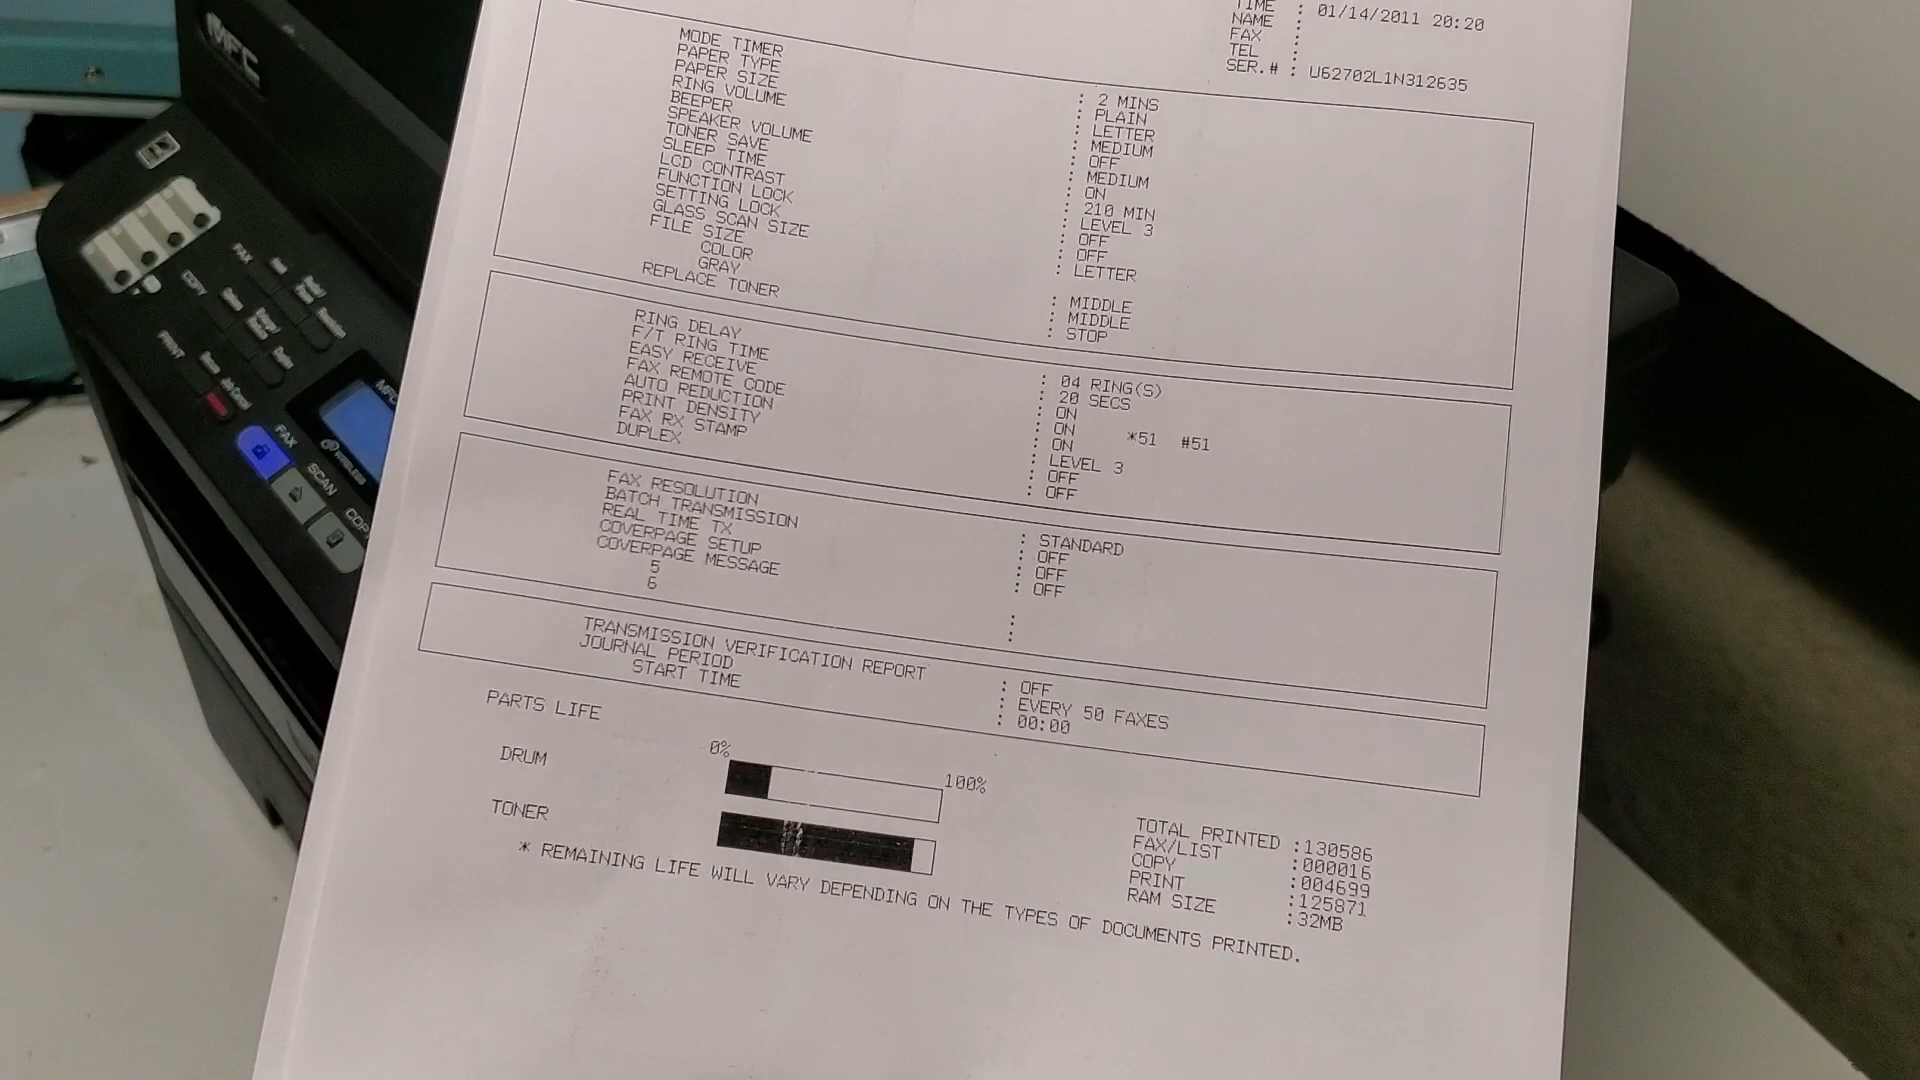 TIME : 01/14/2011 20:20
NAME :
FAX :
TEL :
SER.# : U62702L1N312635
MODE TIMER : 2 MINS
PAPER TYPE : PLAIN
PAPER SIZE : LETTER
RING VOLUME : MEDIUM
BEEPER : OFF
SPEAKER VOLUME : MEDIUM
TONER SAVE : ON
SLEEP TIME : 210 MIN
LCD CONTRAST : LEVEL 3
FUNCTION LOCK : OFF
SETTING LOCK : OFF
GLASS SCAN SIZE : LETTER
FILE SIZE
COLOR : MIDDLE
GRAY : MIDDLE
REPLACE TONER : STOP
RING DELAY : 04 RING(S)
F/T RING TIME : 20 SECS
EASY RECEIVE : ON
FAX REMOTE CODE : ON *51 #51
AUTO REDUCTION : ON
PRINT DENSITY : LEVEL 3
FAX RX STAMP : OFF
DUPLEX : OFF
FAX RESOLUTION : STANDARD
BATCH TRANSMISSION : OFF
REAL TIME TX : OFF
COVERPAGE SETUP : OFF
COVERPAGE MESSAGE
5 :
6 :
TRANSMISSION VERIFICATION REPORT : OFF
JOURNAL PERIOD : EVERY 50 FAXES
START TIME : 00:00
PARTS LIFE
0% 100%
DRUM
TONER
* REMAINING LIFE WILL VARY DEPENDING ON THE TYPES OF DOCUMENTS PRINTED.
TOTAL PRINTED :130586
FAX/LIST :000016
COPY :004699
PRINT :125871
RAM SIZE :32MB
MFC
FAX
COPY
PRINT
FAX
SCAN